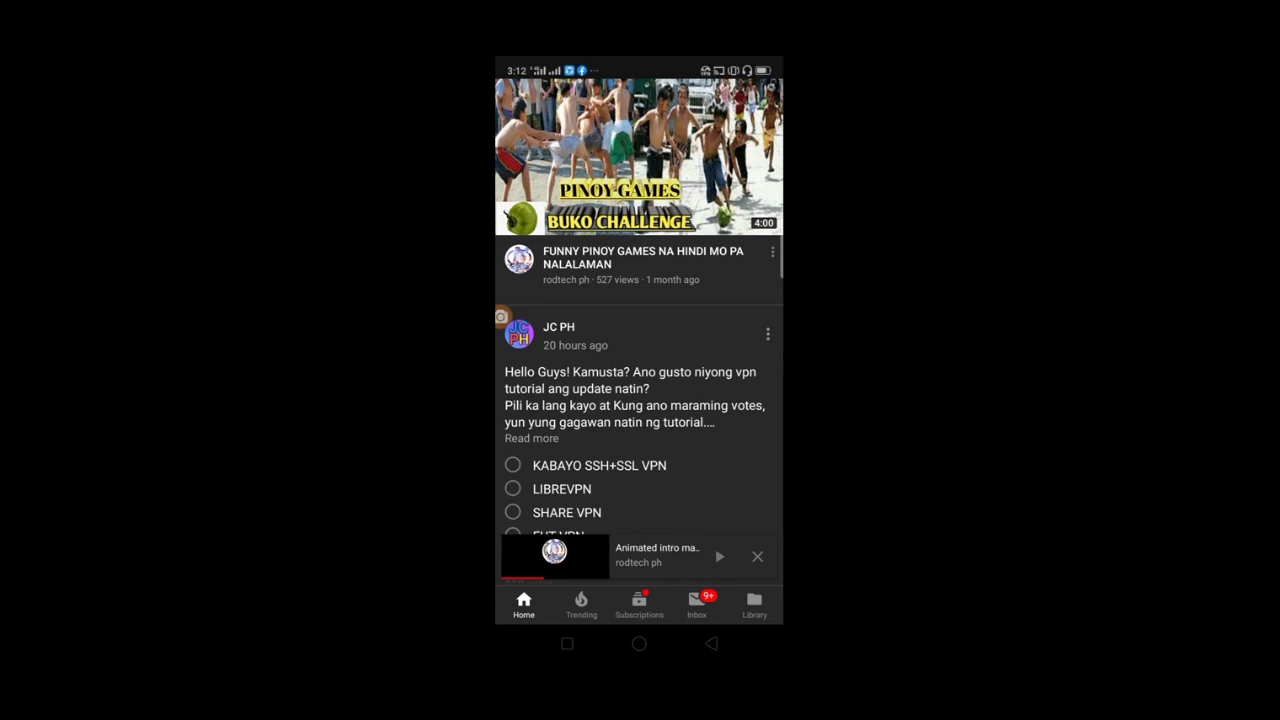 3:12
PINOY GAMES
BUKO CHALLENGE
4:00
FUNNY PINOY GAMES NA HINDI MO PA
NALALAMAN
rodtech ph · 527 views · 1 month ago
JC PH
JC PH
20 hours ago
Hello Guys! Kamusta? Ano gusto niyong vpn
tutorial ang update natin?
Pili ka lang kayo at Kung ano maraming votes,
yun yung gagawan natin ng tutorial....
Read more
KABAYO SSH+SSL VPN
LIBREVPN
SHARE VPN
Animated intro ma..
rodtech ph
9+
Home
Trending
Subscriptions
Inbox
Library